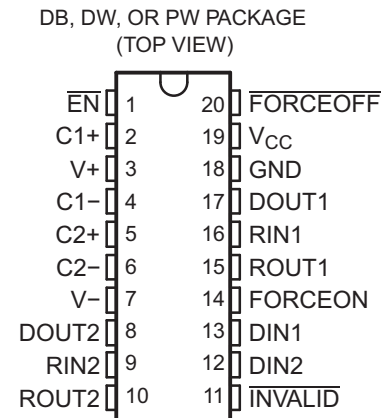 DB, DW, OR PW PACKAGE
(TOP VIEW)
EN 1 20 FORCEOFF
C1+ 2 19 VCC
V+ 3 18 GND
C1− 4 17 DOUT1
C2+ 5 16 RIN1
C2− 6 15 ROUT1
V− 7 14 FORCEON
DOUT2 8 13 DIN1
RIN2 9 12 DIN2
ROUT2 10 11 INVALID